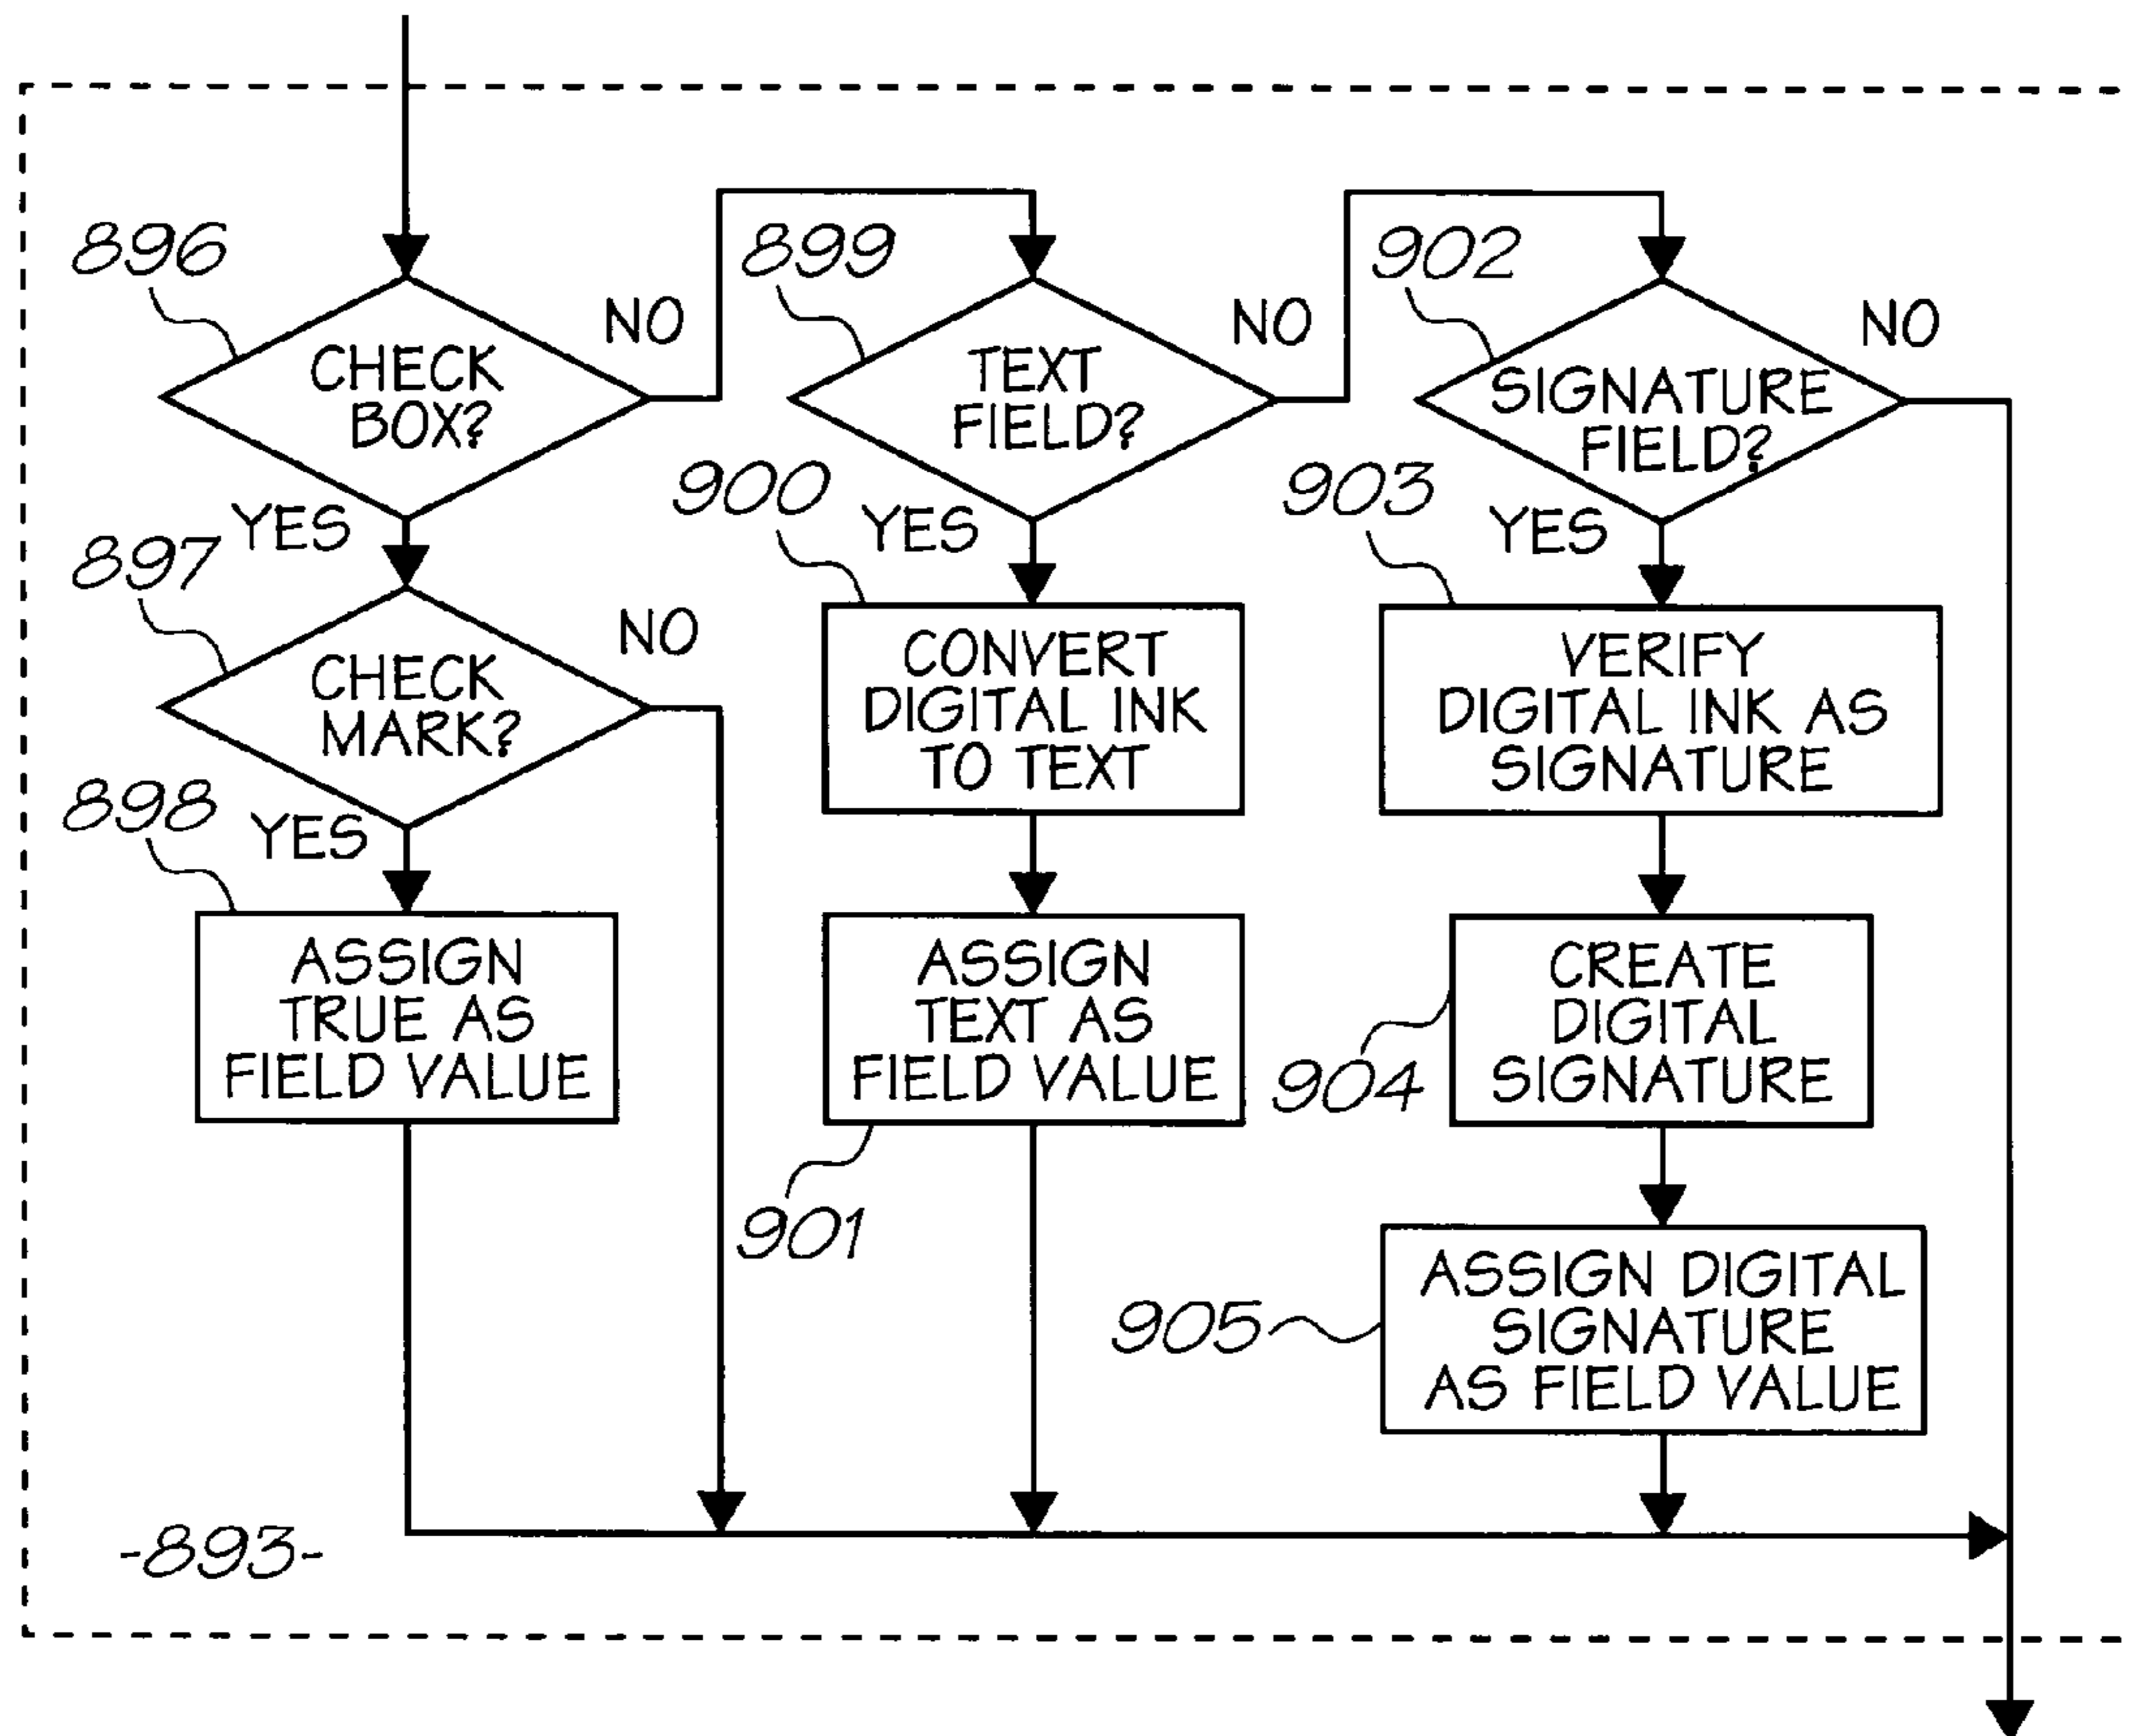 896
CHECK
BOX?
NO
YES
897
CHECK
MARK?
NO
YES
898
ASSIGN
TRUE AS
FIELD VALUE
899
TEXT
FIELD?
NO
YES
900
CONVERT
DIGITAL INK
TO TEXT
ASSIGN
TEXT AS
FIELD VALUE
901
902
SIGNATURE
FIELD?
NO
YES
903
VERIFY
DIGITAL INK AS
SIGNATURE
CREATE
DIGITAL
SIGNATURE
904
ASSIGN DIGITAL
SIGNATURE
AS FIELD VALUE
905
-893-